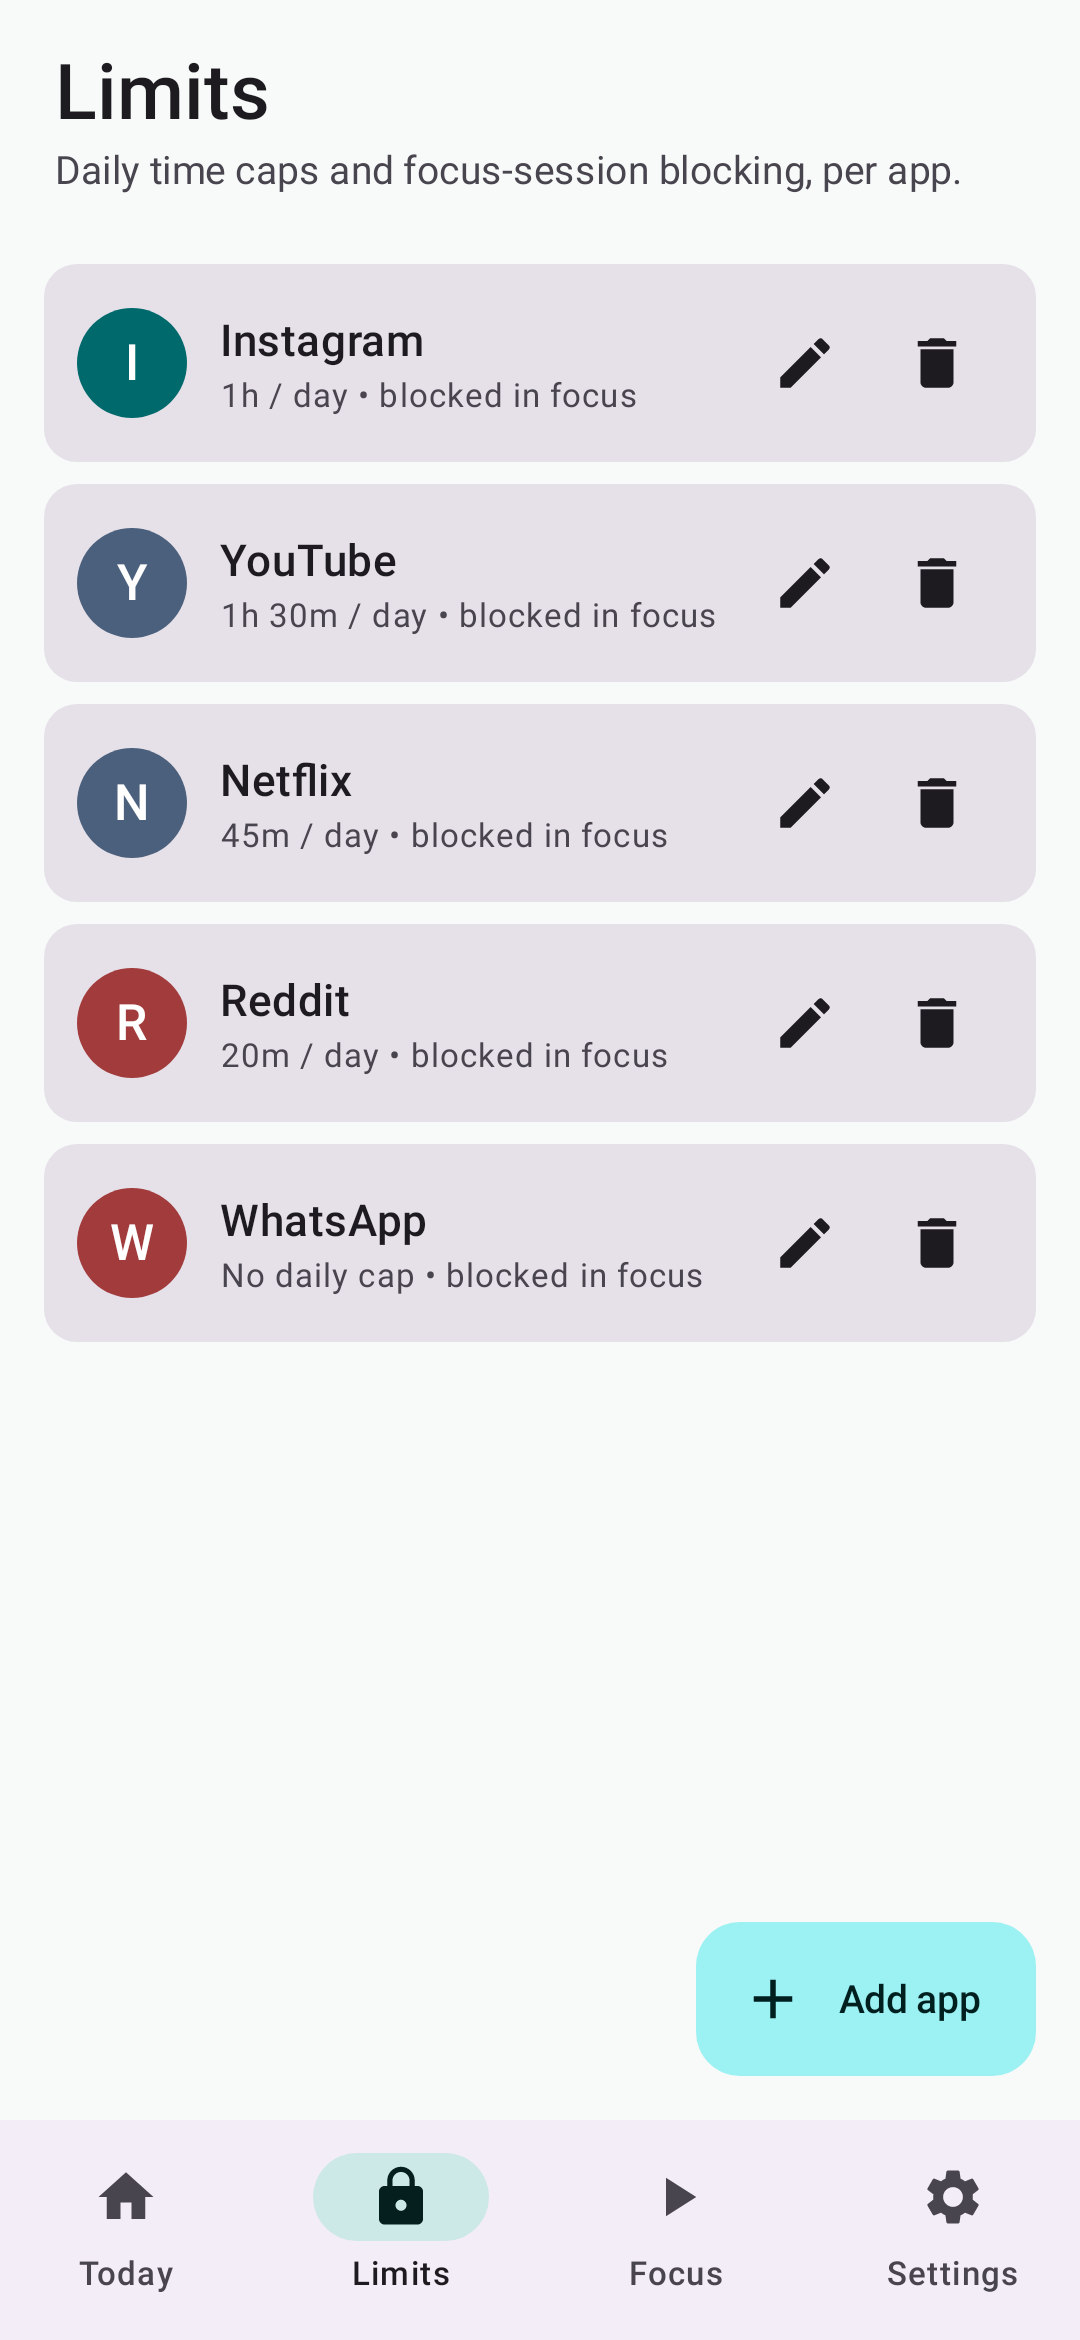 Limits
Daily time caps and focus-session blocking, per app.
I
Instagram
1h / day • blocked in focus
Y
YouTube
1h 30m / day • blocked in focus
N
Netflix
45m / day • blocked in focus
R
Reddit
20m / day • blocked in focus
W
WhatsApp
No daily cap • blocked in focus
Add app
Today
Limits
Focus
Settings